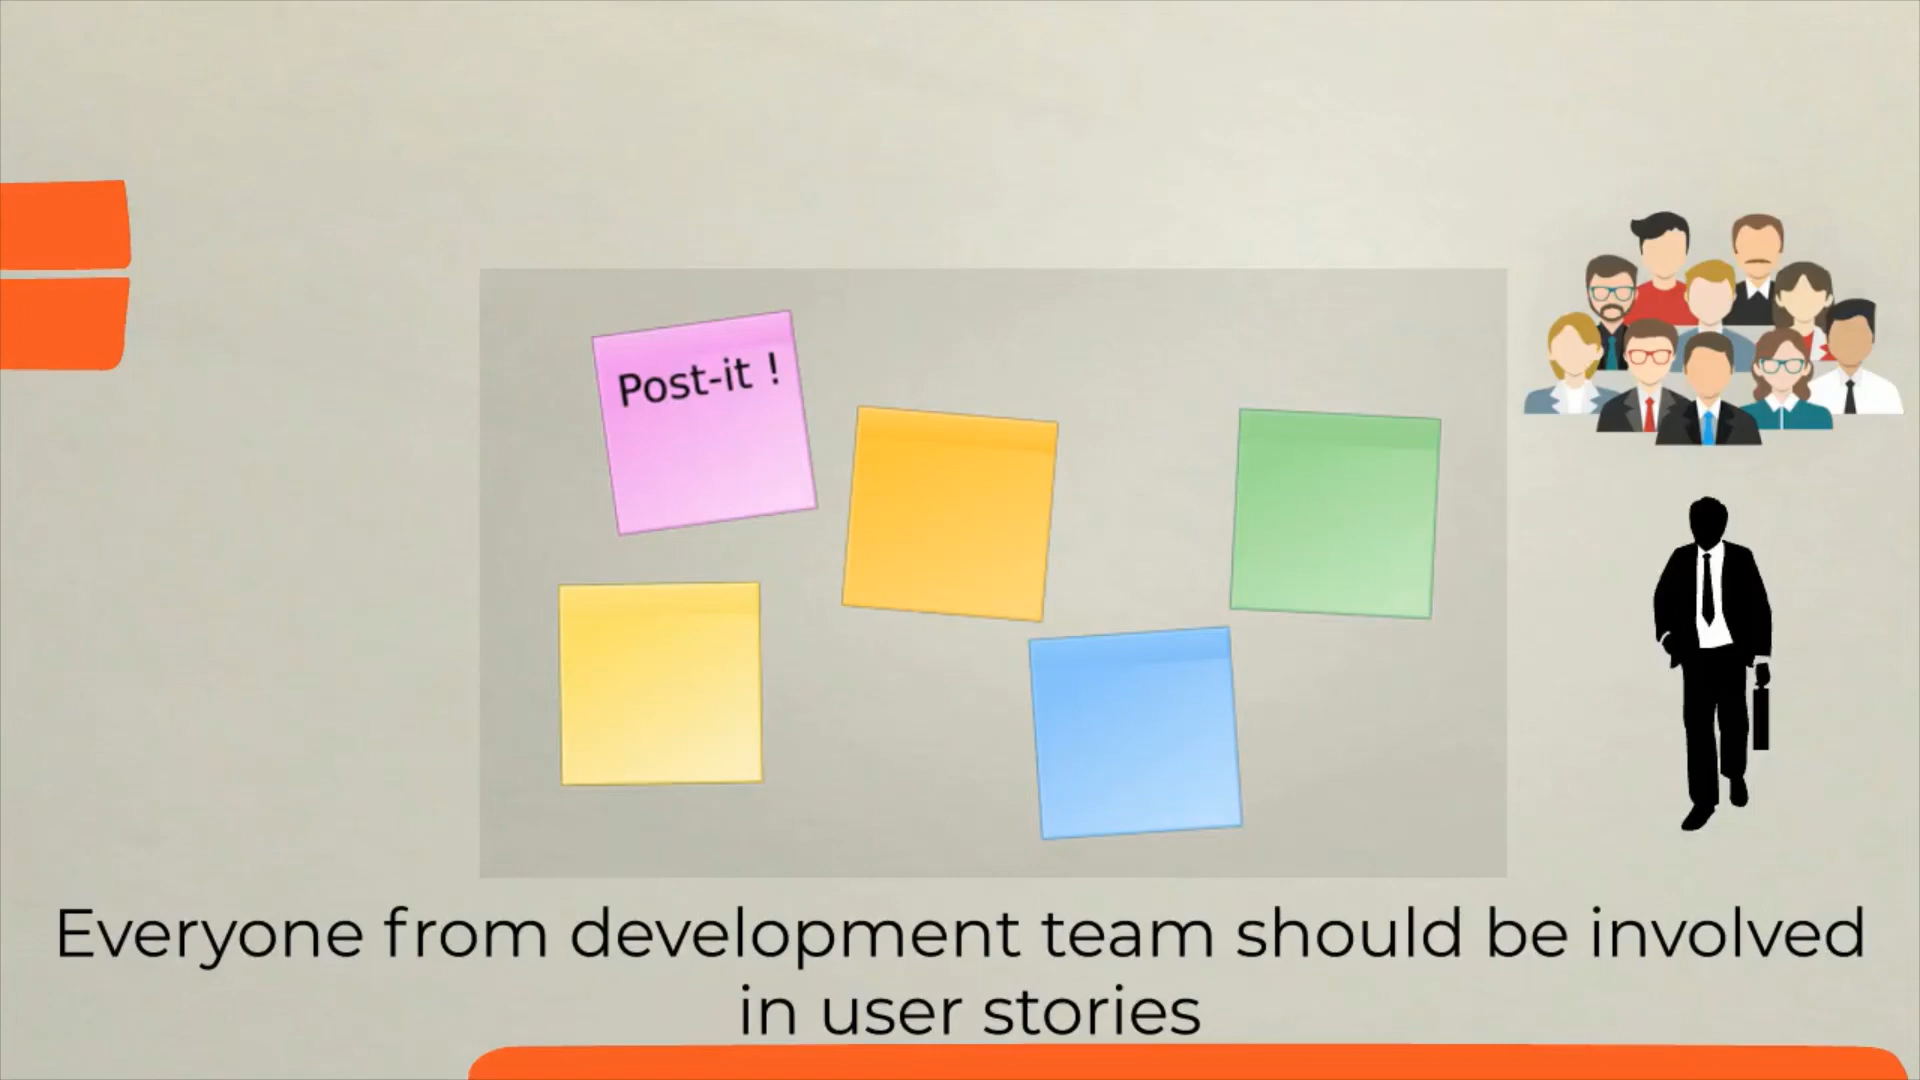 Post-it !
Everyone from development team should be involved
in user stories